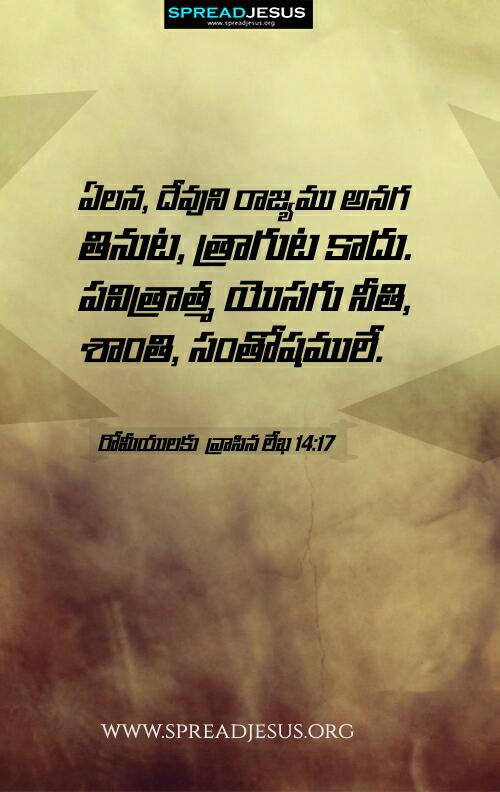 SPREADJESUS
www.spreadjesus.org
ఏలన, దేవుని రాజ్యము అనగ
తినుట, త్రాగుట కాదు.
పవిత్రాత్మ యొసగు నీతి,
శాంతి, సంతోషములే.
రోమీయులకు వ్రాసిన లేఖ 14:17
WWW.SPREADJESUS.ORG